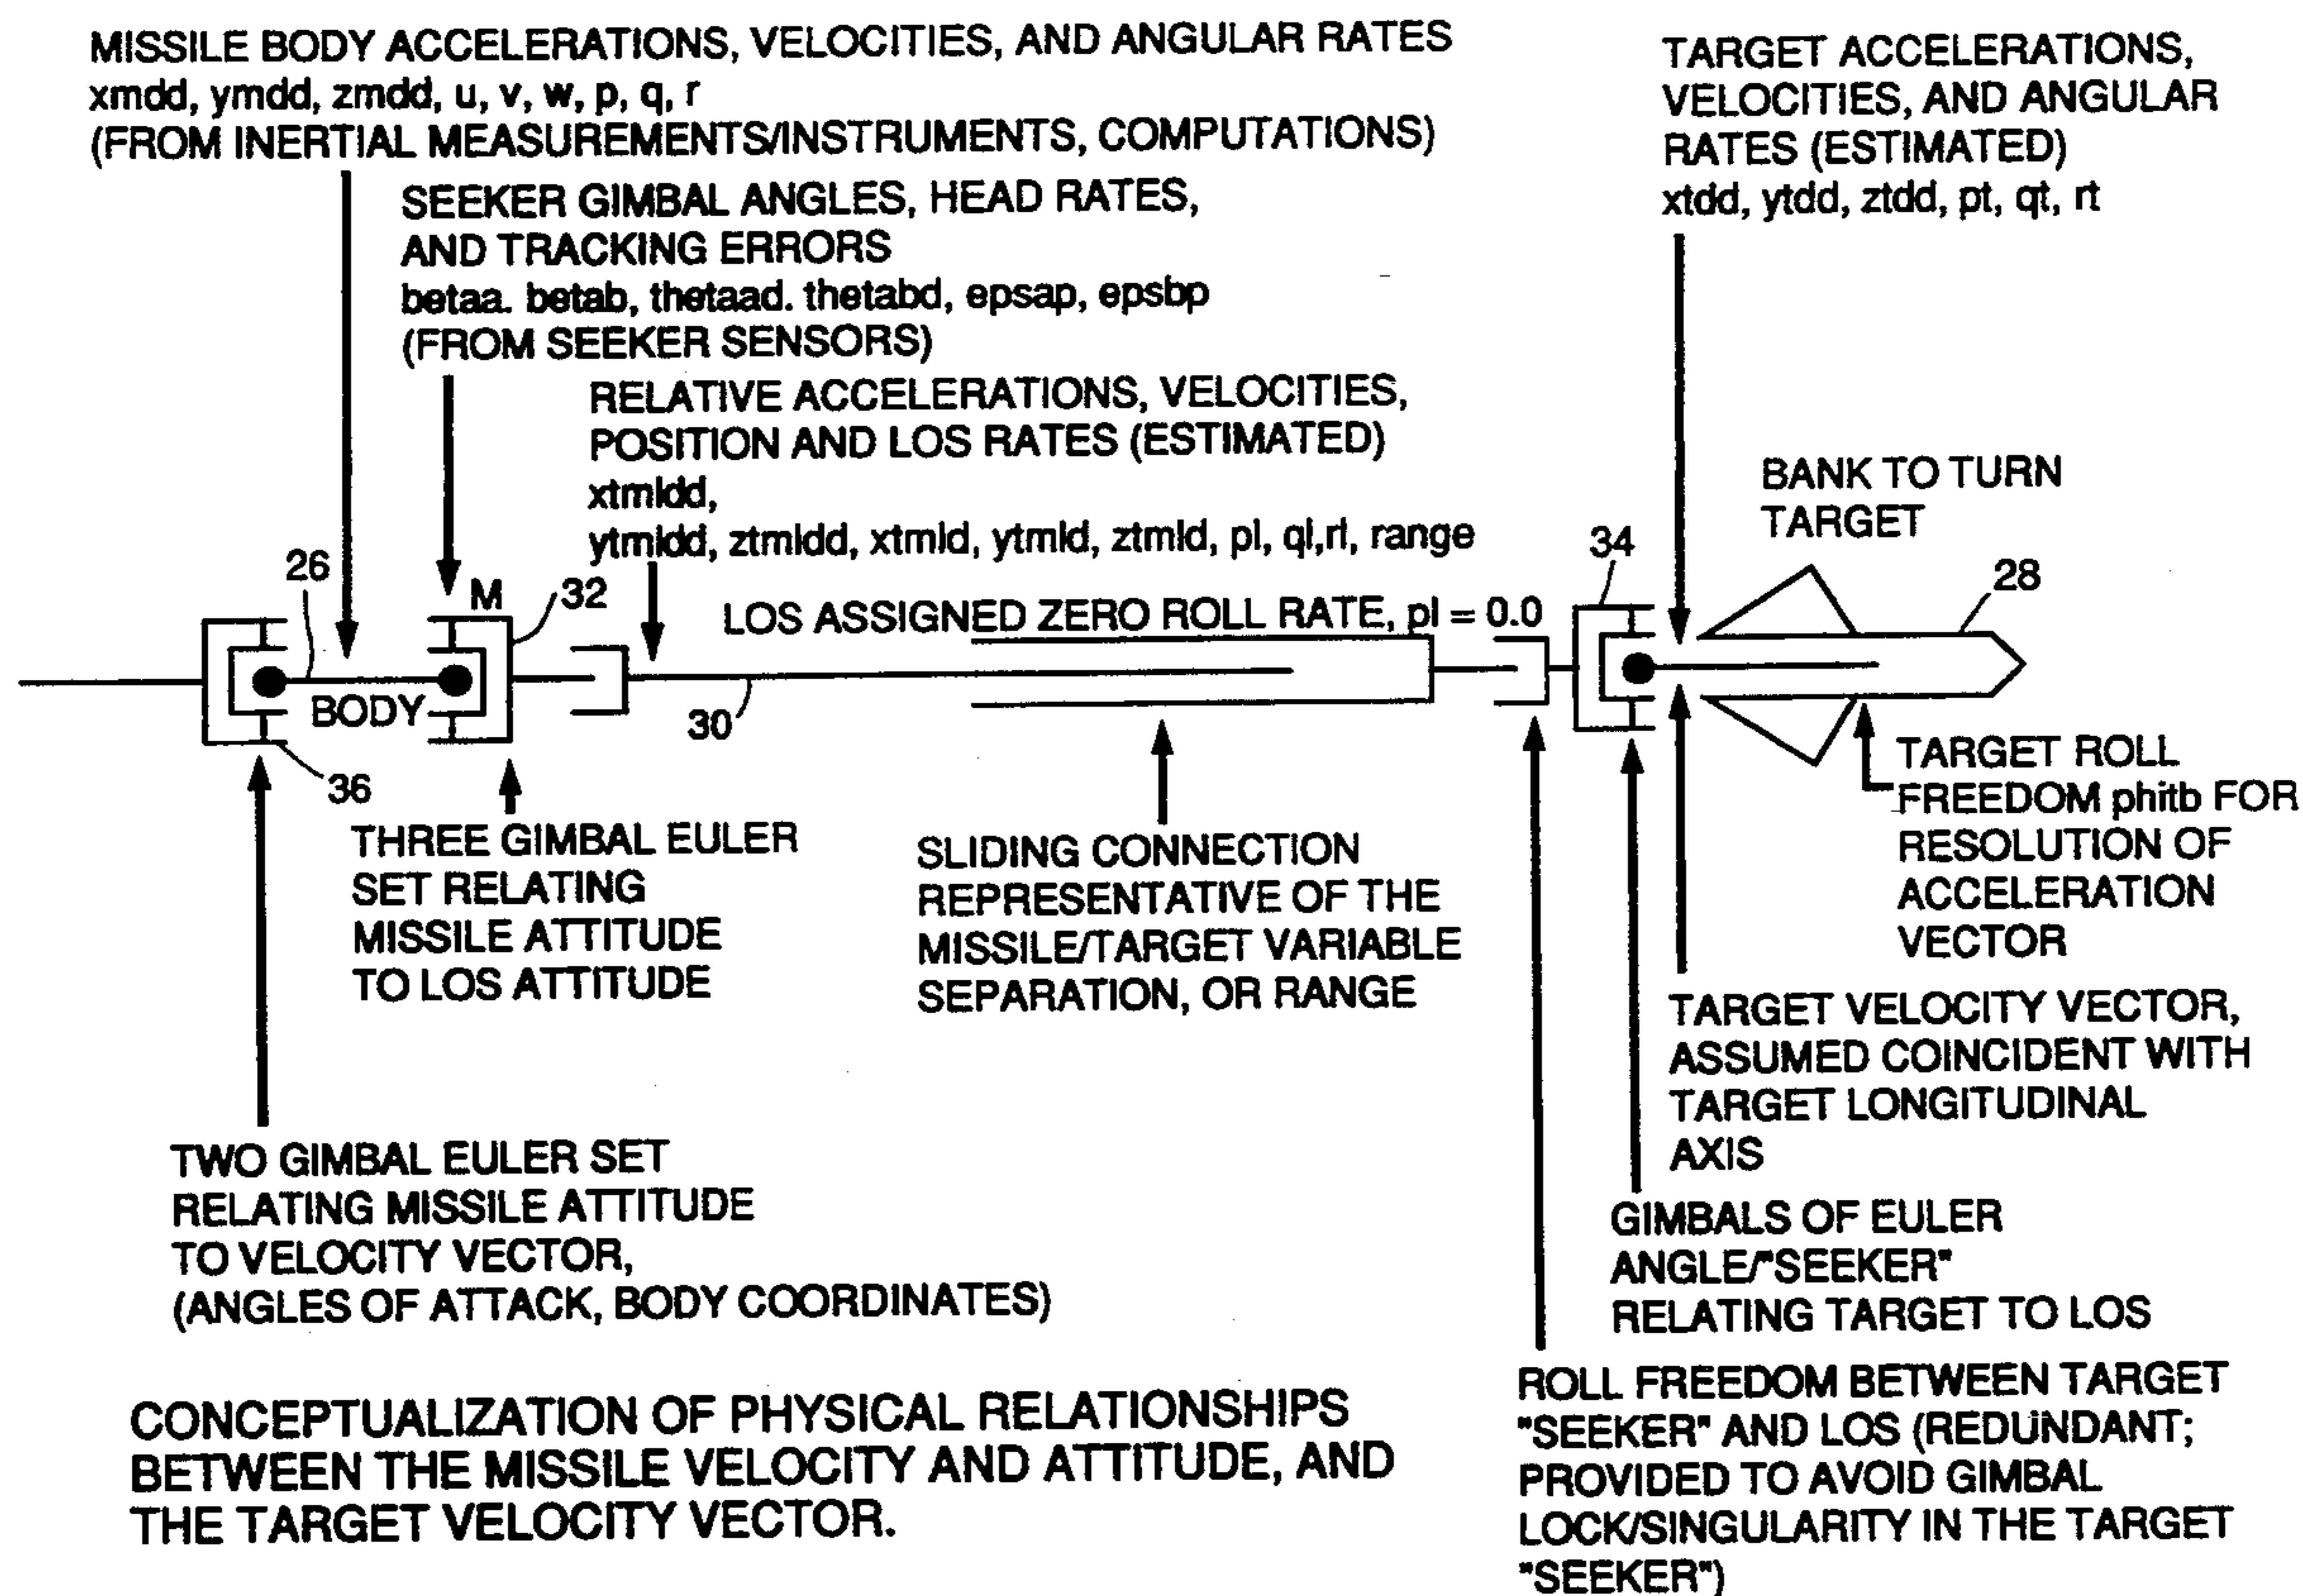 MISSILE BODY ACCELERATIONS, VELOCITIES, AND ANGULAR RATES
xmdd, ymdd, zmdd, u, v, w, p, q, r
(FROM INERTIAL MEASUREMENTS/INSTRUMENTS, COMPUTATIONS)
SEEKER GIMBAL ANGLES, HEAD RATES,
AND TRACKING ERRORS
betaa. betab, thetaad. thetabd, epsap, epsbp
(FROM SEEKER SENSORS)
RELATIVE ACCELERATIONS, VELOCITIES,
POSITION AND LOS RATES (ESTIMATED)
xtmldd,
ytmldd, ztmldd, xtmld, ytmld, ztmld, pl, ql,rl, range
TARGET ACCELERATIONS,
VELOCITIES, AND ANGULAR
RATES (ESTIMATED)
xtdd, ytdd, ztdd, pt, qt, rt
BANK TO TURN
TARGET
26
M
32
LOS ASSIGNED ZERO ROLL RATE, pl = 0.0
34
28
BODY
30
36
THREE GIMBAL EULER
SET RELATING
MISSILE ATTITUDE
TO LOS ATTITUDE
SLIDING CONNECTION
REPRESENTATIVE OF THE
MISSILE/TARGET VARIABLE
SEPARATION, OR RANGE
TARGET ROLL
FREEDOM phitb FOR
RESOLUTION OF
ACCELERATION
VECTOR
TARGET VELOCITY VECTOR,
ASSUMED COINCIDENT WITH
TARGET LONGITUDINAL
AXIS
TWO GIMBAL EULER SET
RELATING MISSILE ATTITUDE
TO VELOCITY VECTOR,
(ANGLES OF ATTACK, BODY COORDINATES)
GIMBALS OF EULER
ANGLE/"SEEKER"
RELATING TARGET TO LOS
ROLL FREEDOM BETWEEN TARGET
"SEEKER" AND LOS (REDUNDANT;
PROVIDED TO AVOID GIMBAL
LOCK/SINGULARITY IN THE TARGET
"SEEKER")
CONCEPTUALIZATION OF PHYSICAL RELATIONSHIPS
BETWEEN THE MISSILE VELOCITY AND ATTITUDE, AND
THE TARGET VELOCITY VECTOR.